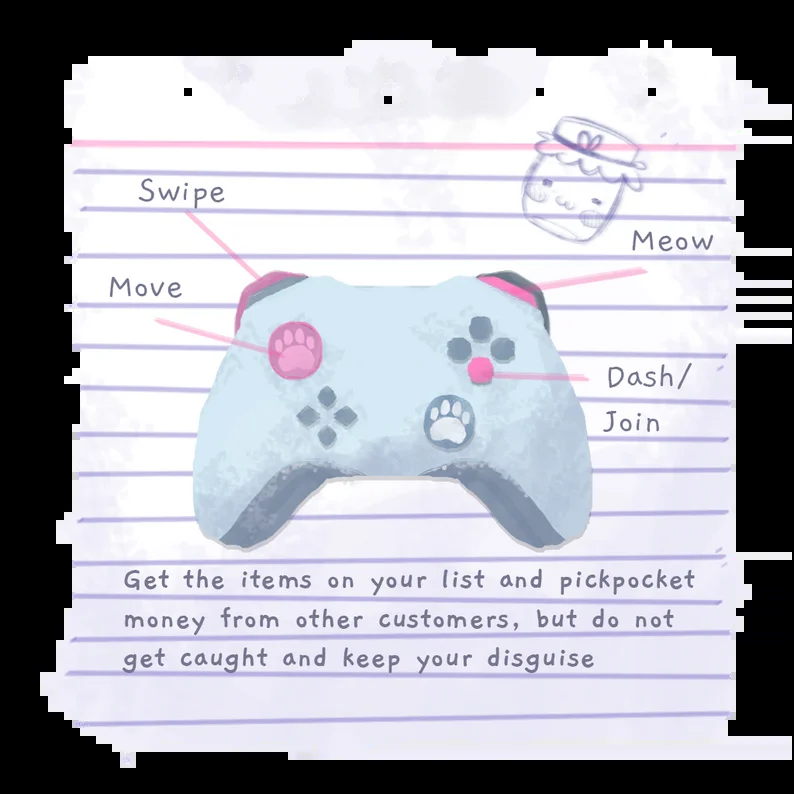 Swipe
Meow
Move
Dash/
Join
Get the items on your list and pickpocket
money from other customers, but do not
get caught and keep your disguise